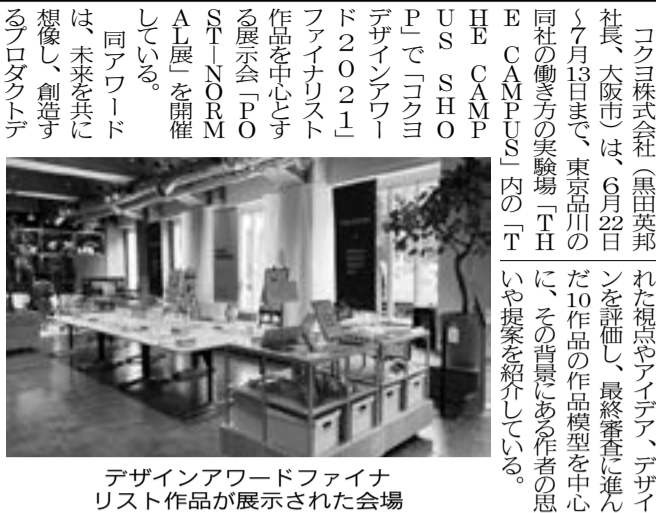 コクヨ株式会社(黒田英邦
社長、大阪市)は、6月22日
～7月13日まで、東京品川の
同社の働き方の実験場「TH
E CAMPUS」内の「T
HE CAMP
US SHO
P」で「コクヨ
デザインアワー
ド2021」
ファイナリスト
作品を中心とす
る展示会「PO
ST―NORM
AL展」を開催
している。
同アワード
は、未来を共に
想像し、創造す
るプロダクトデ
れた視点やアイデア、デザイ
ンを評価し、最終審査に進ん
だ10作品の作品模型を中心
に、その背景にある作者の思
いや提案を紹介している。
デザインアワードファイナ
リスト作品が展示された会場